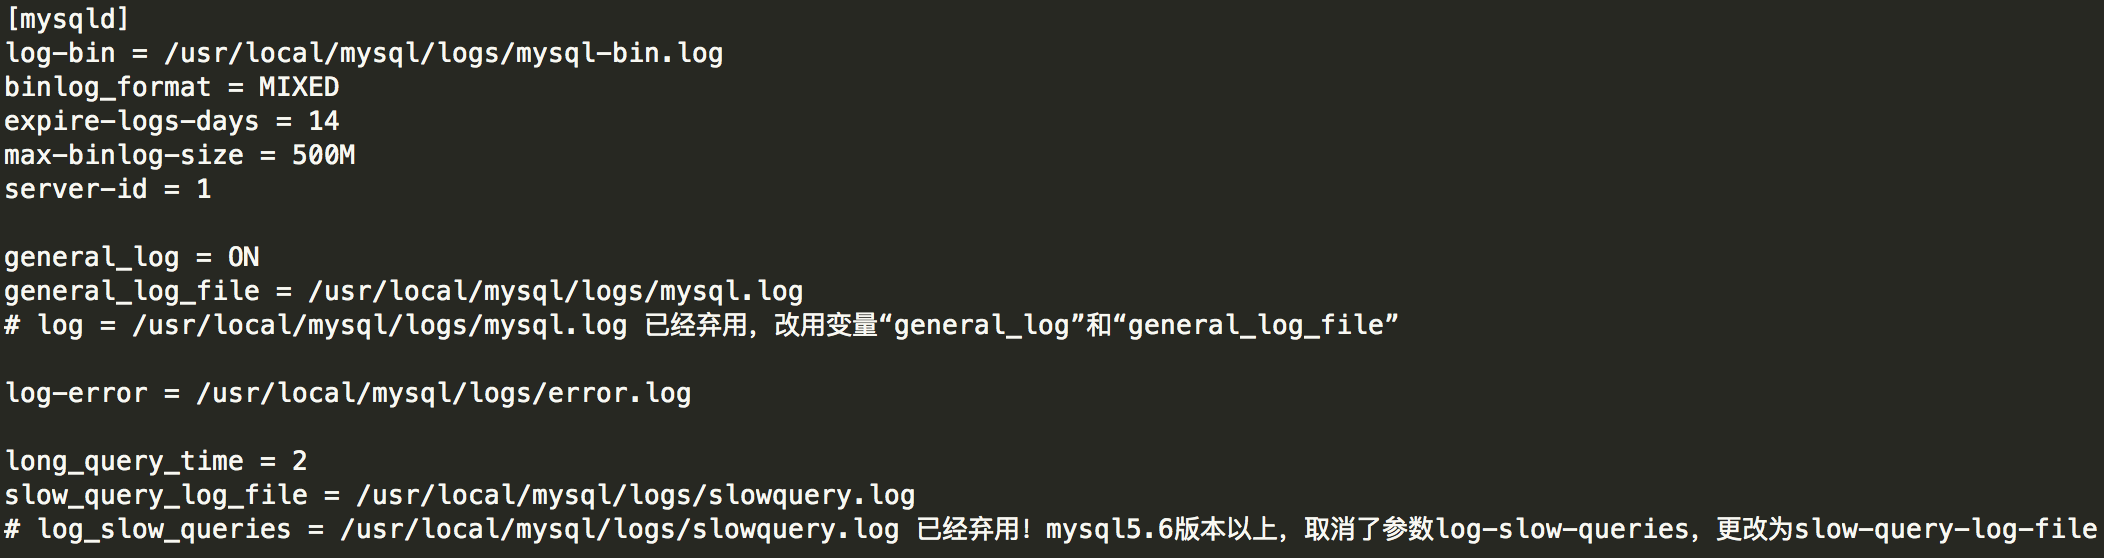 [mysqld]
log-bin = /usr/local/mysql/logs/mysql-bin.log
binlog_format = MIXED
expire-logs-days = 14
max-binlog-size = 500M
server-id = 1
general_log = ON
general_log_file = /usr/local/mysql/logs/mysql.log
# log = /usr/local/mysql/logs/mysql.log 已经弃用，改用变量“general_log”和“general_log_file”
log-error = /usr/local/mysql/logs/error.log
long_query_time = 2
slow_query_log_file = /usr/local/mysql/logs/slowquery.log
# log_slow_queries = /usr/local/mysql/logs/slowquery.log 已经弃用！mysql5.6版本以上，取消了参数log-slow-queries，更改为slow-query-log-file